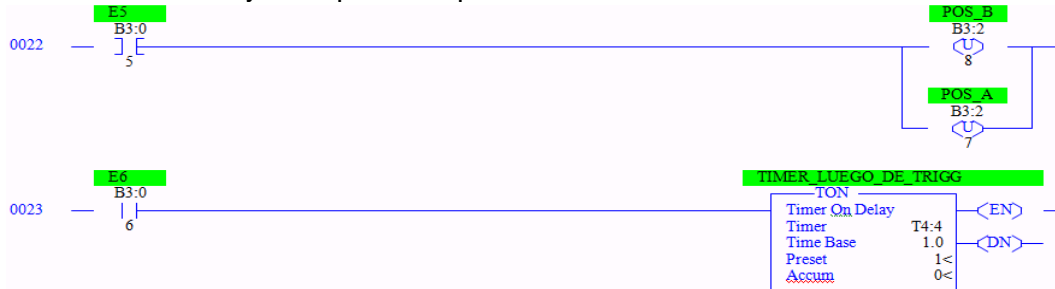 E5
B3:0
0022
5
POS_B
B3:2
U
8
POS_A
B3:2
U
7
E6
B3:0
0023
6
TIMER_LUEGO_DE_TRIGG
TON
Timer On Delay
EN
Timer T4:4
Time Base 1.0
DN
Preset 1<
Accum 0<